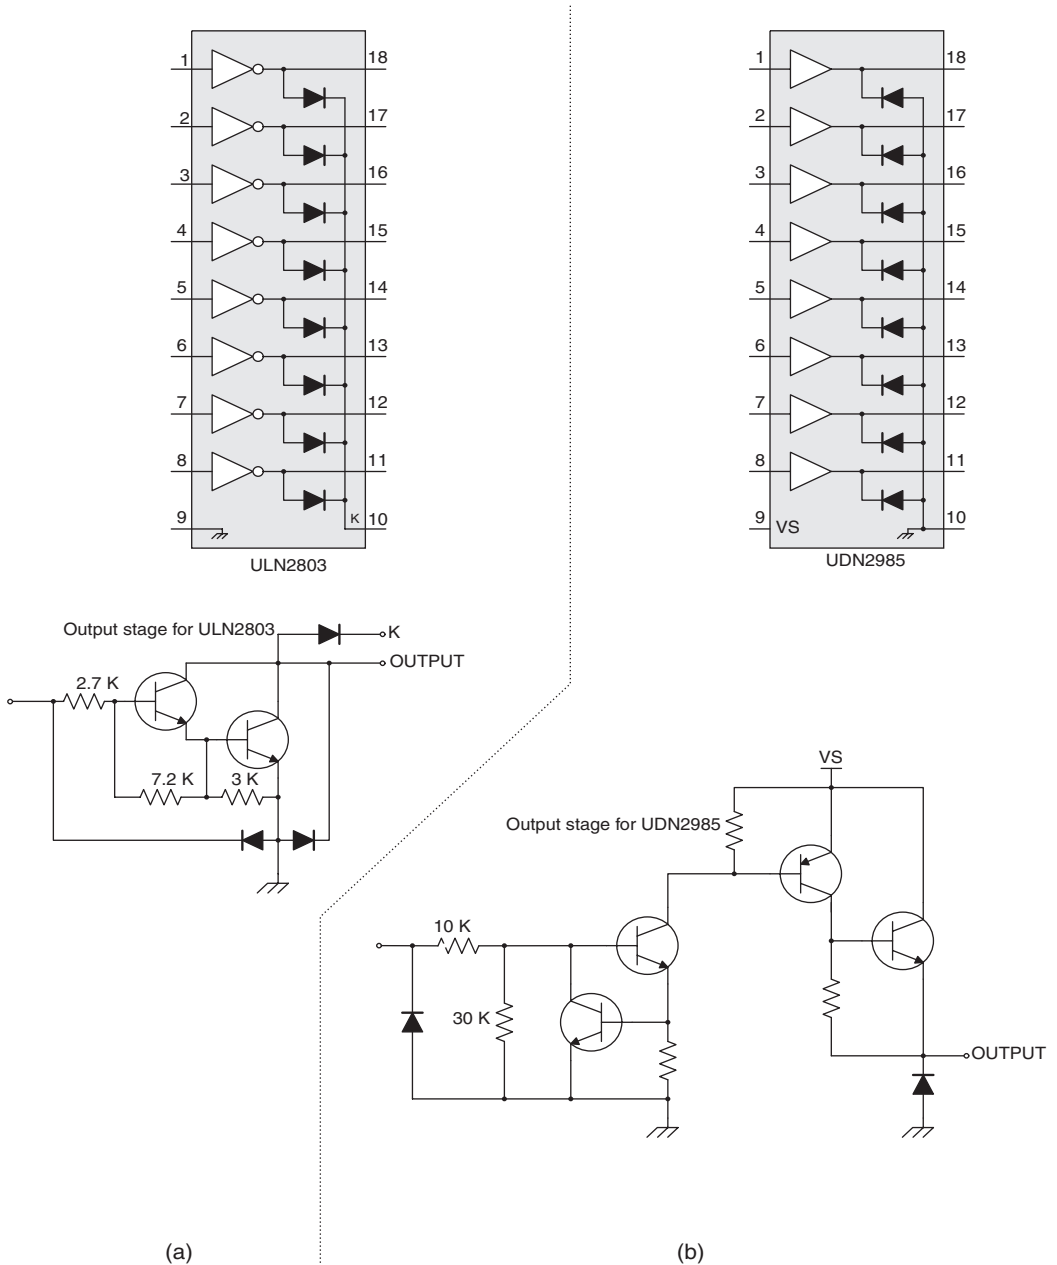 1 18
2 17
3 16
4 15
5 14
6 13
7 12
8 11
9 K 10
ULN2803
1 18
2 17
3 16
4 15
5 14
6 13
7 12
8 11
9 VS 10
UDN2985
Output stage for ULN2803
K
OUTPUT
2.7 K
7.2 K 3 K
VS
Output stage for UDN2985
10 K
30 K
OUTPUT
(a) (b)